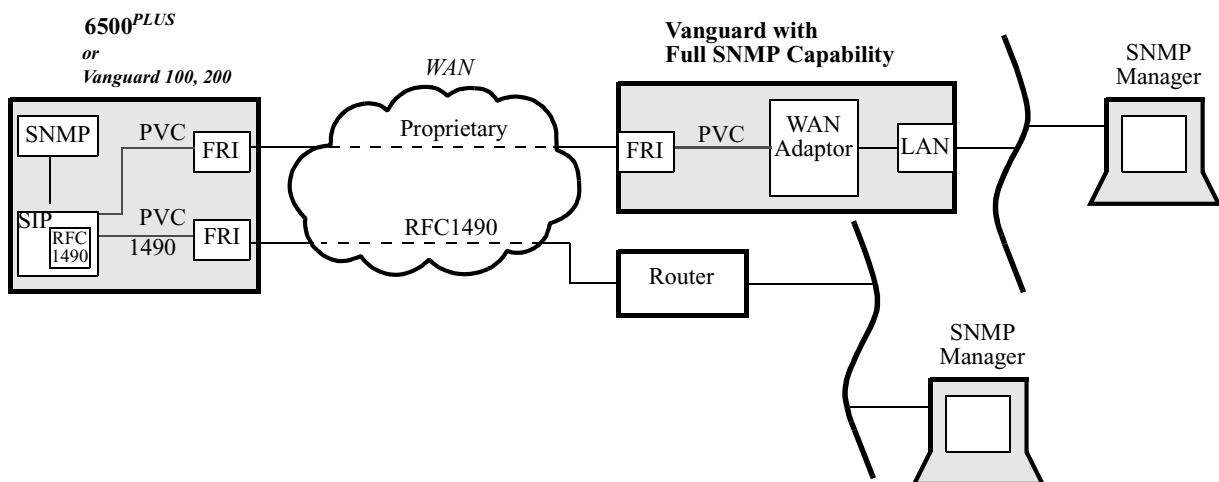 6500PLUS
or
Vanguard 100, 200
SNMP
PVC
FRI
SIP
RFC
1490
PVC
1490
FRI
WAN
Proprietary
RFC1490
Vanguard with
Full SNMP Capability
FRI
PVC
WAN
Adaptor
LAN
Router
SNMP
Manager
SNMP
Manager